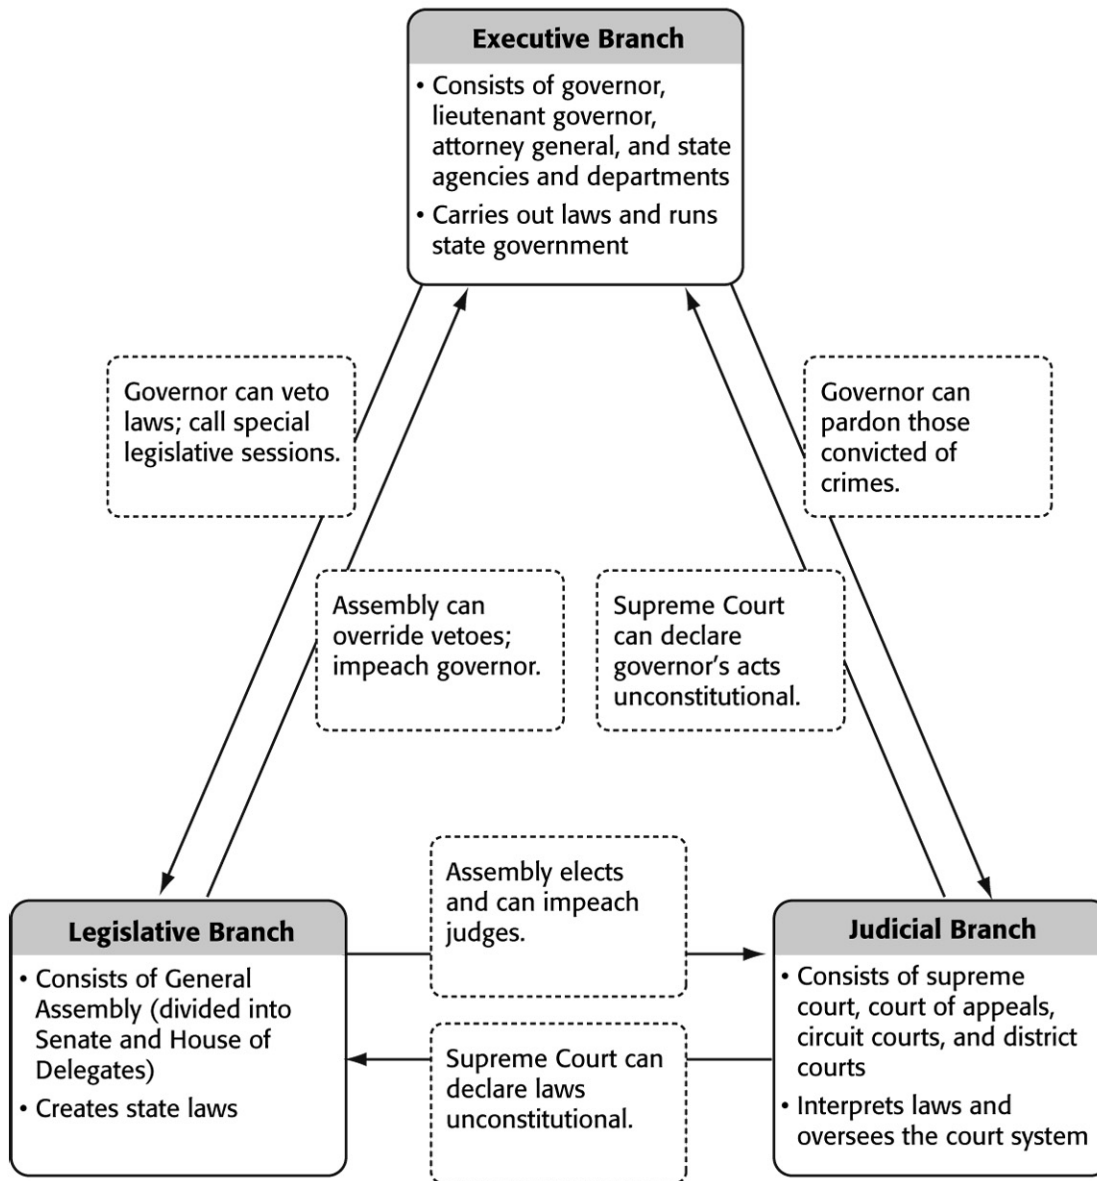 Executive Branch
• Consists of governor,
lieutenant governor,
attorney general, and state
agencies and departments
• Carries out laws and runs
state government
Governor can veto
laws; call special
legislative sessions.
Governor can
pardon those
convicted of
crimes.
Assembly can
override vetoes;
impeach governor.
Supreme Court
can declare
governor’s acts
unconstitutional.
Assembly elects
and can impeach
judges.
Legislative Branch
• Consists of General
Assembly (divided into
Senate and House of
Delegates)
• Creates state laws
Supreme Court can
declare laws
unconstitutional.
Judicial Branch
• Consists of supreme
court, court of appeals,
circuit courts, and district
courts
• Interprets laws and
oversees the court system